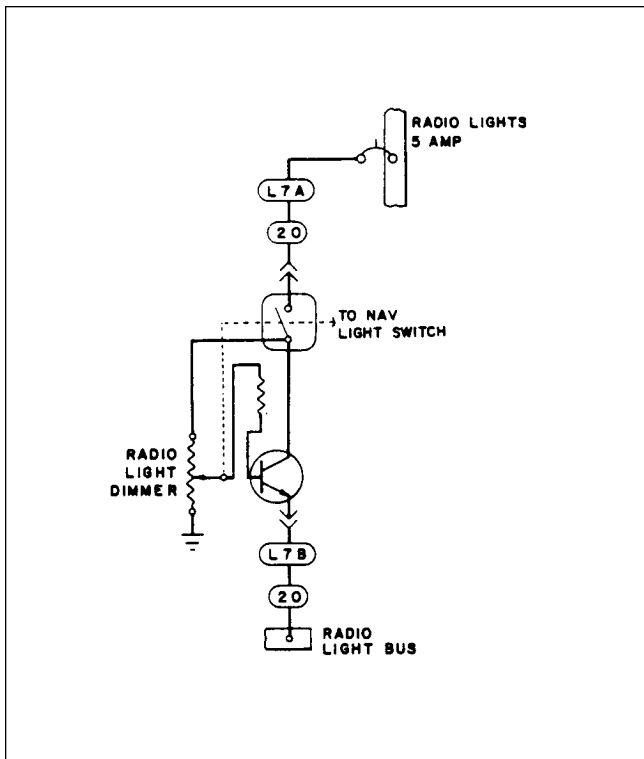 RADIO LIGHTS
5 AMP
L7A
20
TO NAV
LIGHT SWITCH
RADIO
LIGHT
DIMMER
L7B
20
RADIO
LIGHT BUS